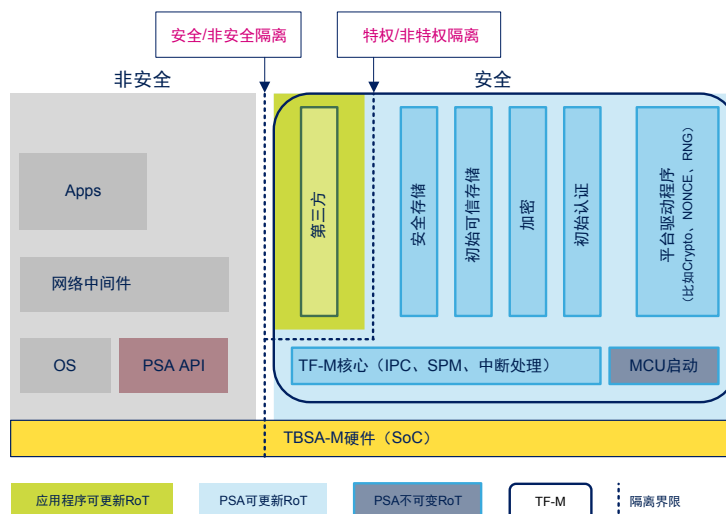 安全/非安全隔离
特权/非特权隔离
非安全
安全
Apps
网络中间件
OS
PSA API
第三方
安全存储
初始可信存储
加密
初始认证
平台驱动程序
（比如Crypto、NONCE、RNG）
TF-M核心（IPC、SPM、中断处理）
MCU启动
TBSA-M硬件（SoC）
应用程序可更新RoT
PSA可更新RoT
PSA不可变RoT
TF-M
隔离界限